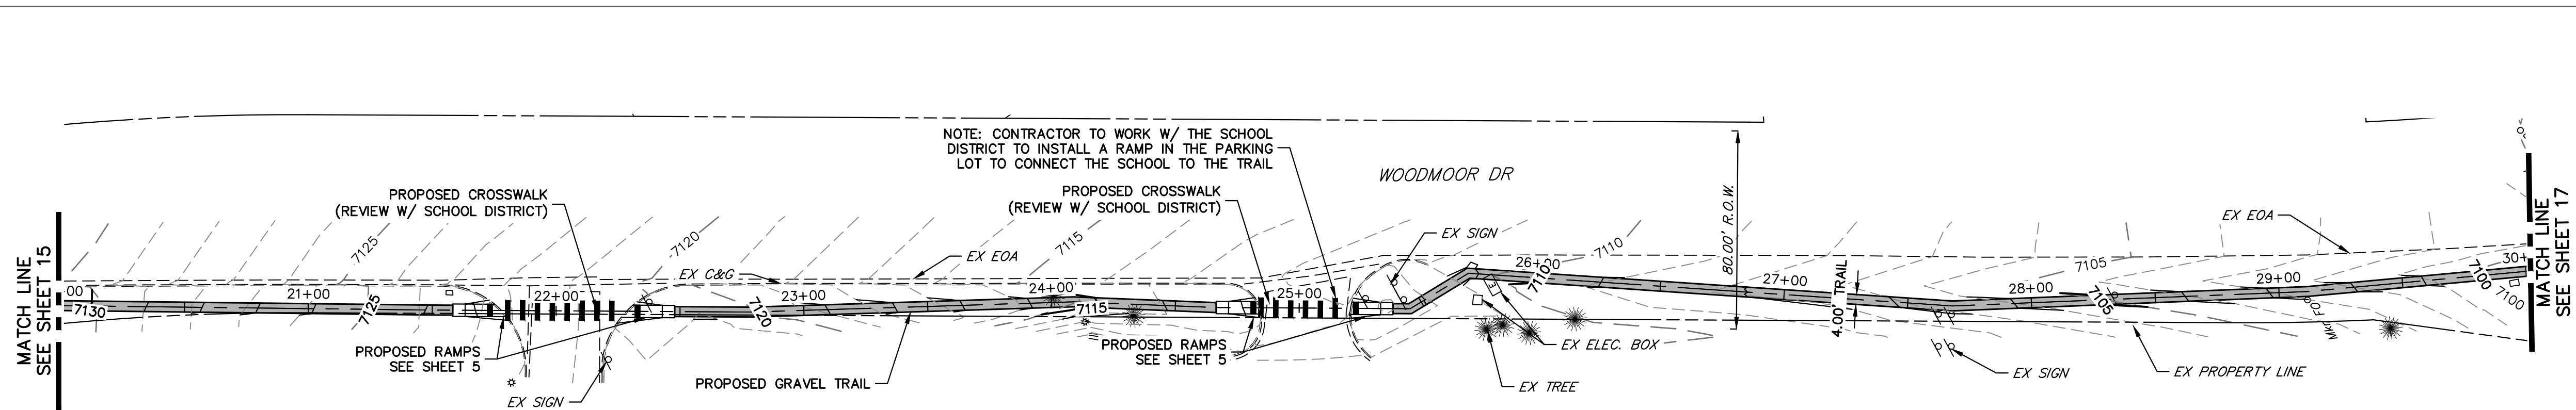 NOTE: CONTRACTOR TO WORK W/ THE SCHOOL
DISTRICT TO INSTALL A RAMP IN THE PARKING
LOT TO CONNECT THE SCHOOL TO THE TRAIL
WOODMOOR DR
PROPOSED CROSSWALK
(REVIEW W/ SCHOOL DISTRICT)
PROPOSED CROSSWALK
(REVIEW W/ SCHOOL DISTRICT)
80.00' R.O.W.
MATCH LINE
SEE SHEET 15
MATCH LINE
SEE SHEET 17
7125
7120
7115
7110
7105
7100
EX EOA
EX SIGN
EX EOA
EX C&G
00
21+00
22+00
23+00
24+00
25+00
26+00
27+00
28+00
29+00
30+
7130
7125
7120
7115
7110
7105
7100
4.00' TRAIL
E
Mkr FO
PROPOSED RAMPS
SEE SHEET 5
PROPOSED RAMPS
SEE SHEET 5
EX ELEC. BOX
EX TREE
EX SIGN
EX PROPERTY LINE
PROPOSED GRAVEL TRAIL
EX SIGN